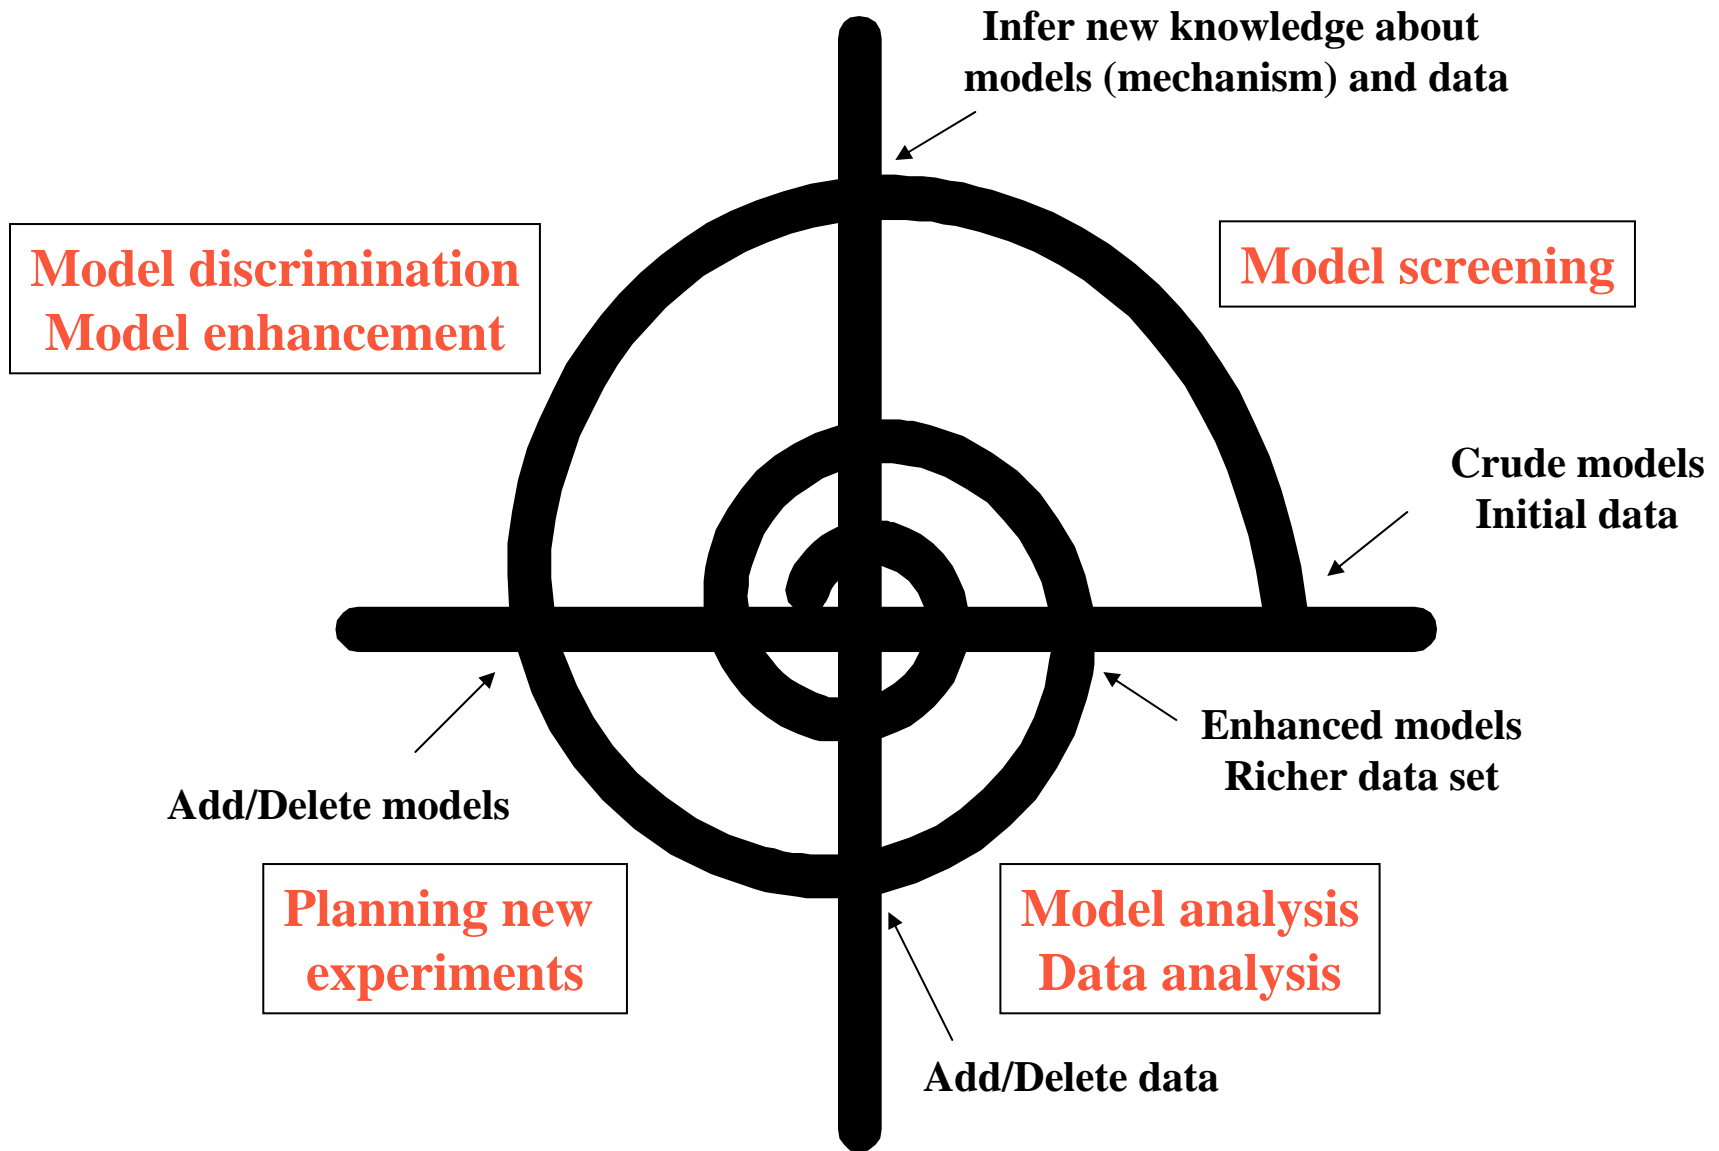 Infer new knowledge about
models (mechanism) and data
Model discrimination
Model enhancement
Model screening
Crude models
Initial data
Enhanced models
Richer data set
Add/Delete models
Planning new
experiments
Model analysis
Data analysis
Add/Delete data